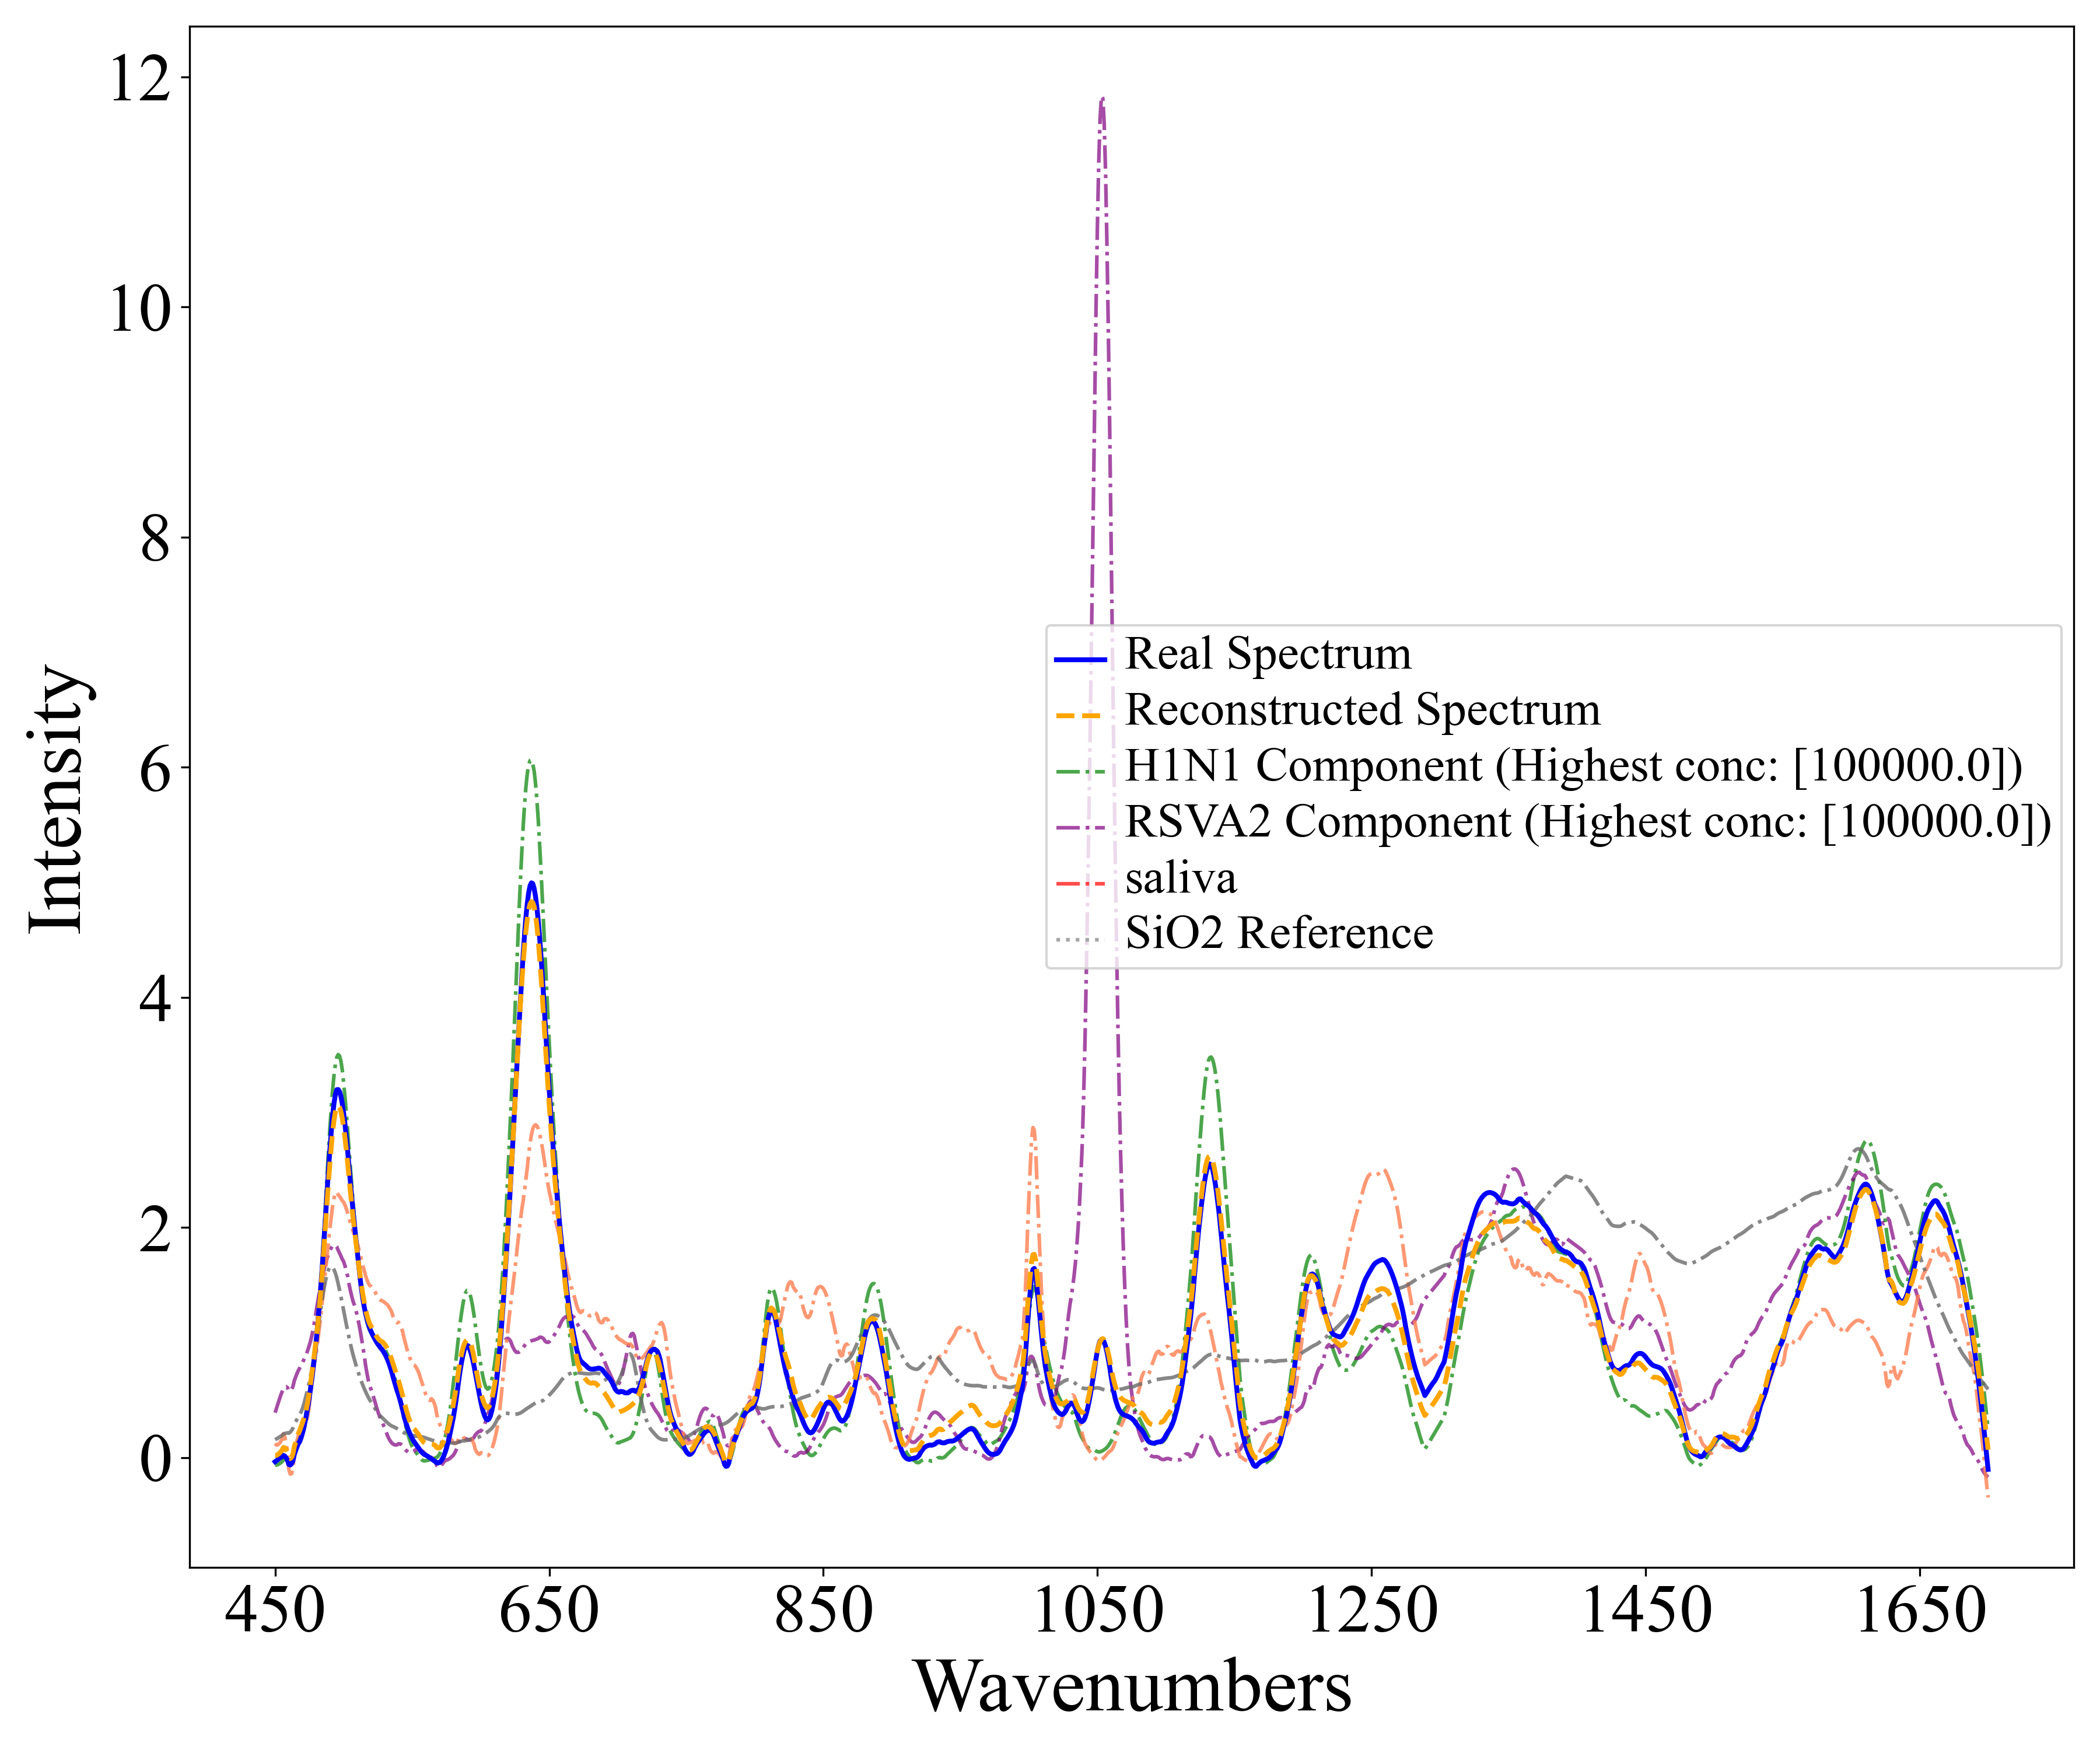 12
10
8
6
4
2
0
Intensity
Real Spectrum
Reconstructed Spectrum
H1N1 Component (Highest conc: [100000.0])
RSVA2 Component (Highest conc: [100000.0])
saliva
SiO2 Reference
450 650 850 1050 1250 1450 1650
Wavenumbers